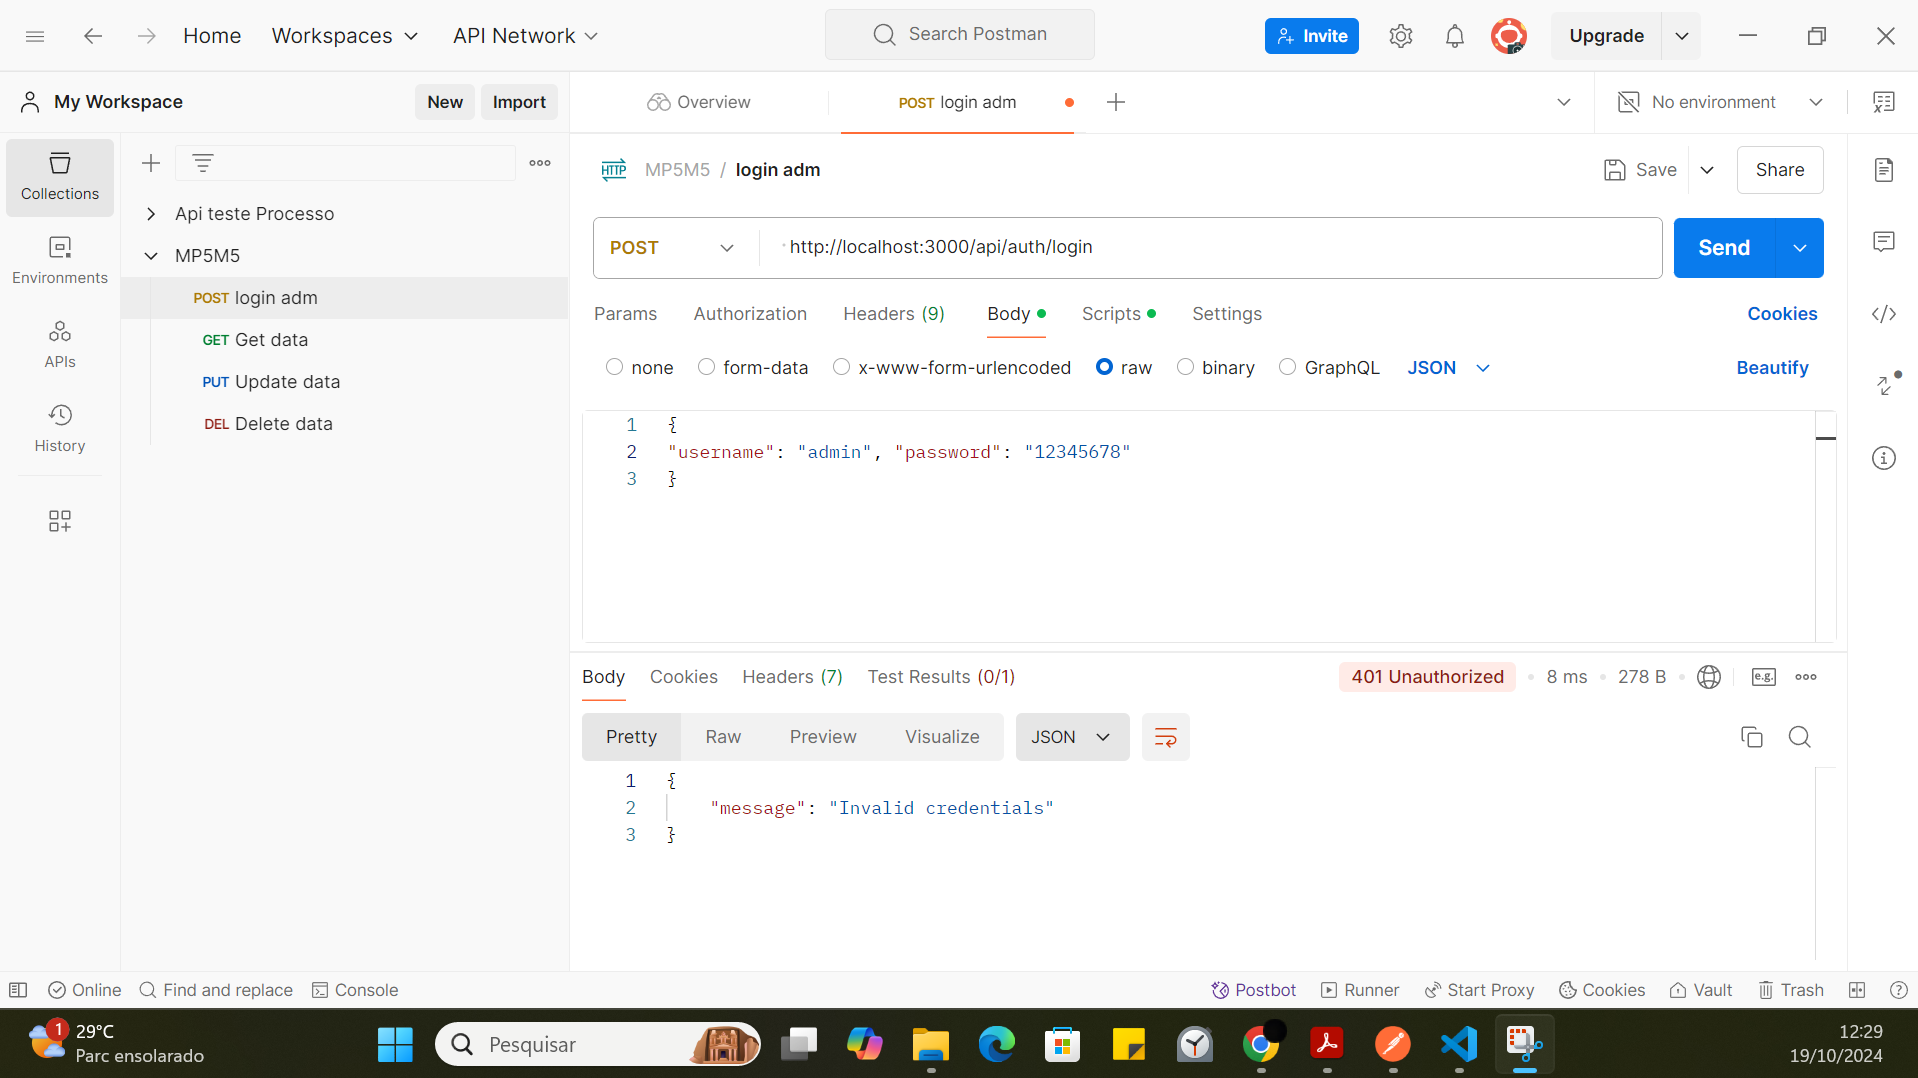 Home
Workspaces
API Network
Search Postman
Invite
Upgrade
My Workspace
New
Import
Overview
POST login adm
No environment
Collections
Environments
APIs
History
Api teste Processo
MP5M5
POST login adm
GET Get data
PUT Update data
DEL Delete data
HTTP
MP5M5 / login adm
Save
Share
POST
http://localhost:3000/api/auth/login
Send
Params
Authorization
Headers (9)
Body
Scripts
Settings
Cookies
none
form-data
x-www-form-urlencoded
raw
binary
GraphQL
JSON
Beautify
1 {
2 "username": "admin", "password": "12345678"
3 }
Body
Cookies
Headers (7)
Test Results (0/1)
401 Unauthorized
8 ms
278 B
e.g.
Pretty
Raw
Preview
Visualize
JSON
1 {
2 "message": "Invalid credentials"
3 }
Online
Find and replace
Console
Postbot
Runner
Start Proxy
Cookies
Vault
Trash
1
29°C
Parc ensolarado
Pesquisar
12:29
19/10/2024